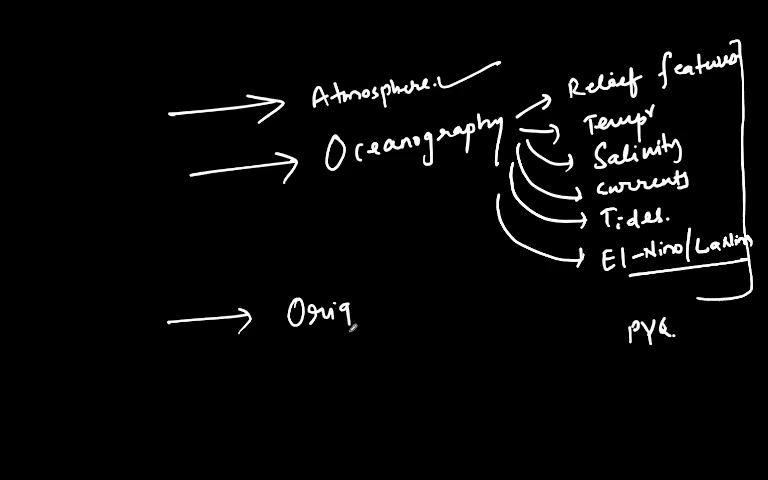 Atmosphere.
Oceanography
Relief features
Tempr
Salinity
Currents
Tides.
El-Nino/LaNina
Orig
PYQ.